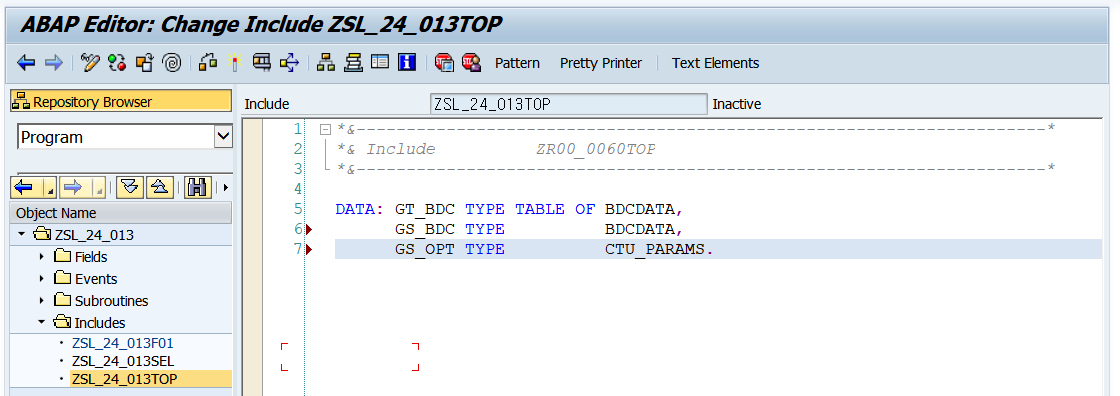 ABAP Editor: Change Include ZSL_24_013TOP
Pattern Pretty Printer Text Elements
Repository Browser
Program
Object Name
ZSL_24_013
Fields
Events
Subroutines
Includes
ZSL_24_013F01
ZSL_24_013SEL
ZSL_24_013TOP
Include ZSL_24_013TOP Inactive
1 *&---------------------------------------------------------------------*
2 *& Include ZR00_0060TOP
3 *&---------------------------------------------------------------------*
4
5 DATA: GT_BDC TYPE TABLE OF BDCDATA,
6 GS_BDC TYPE BDCDATA,
7 GS_OPT TYPE CTU_PARAMS.